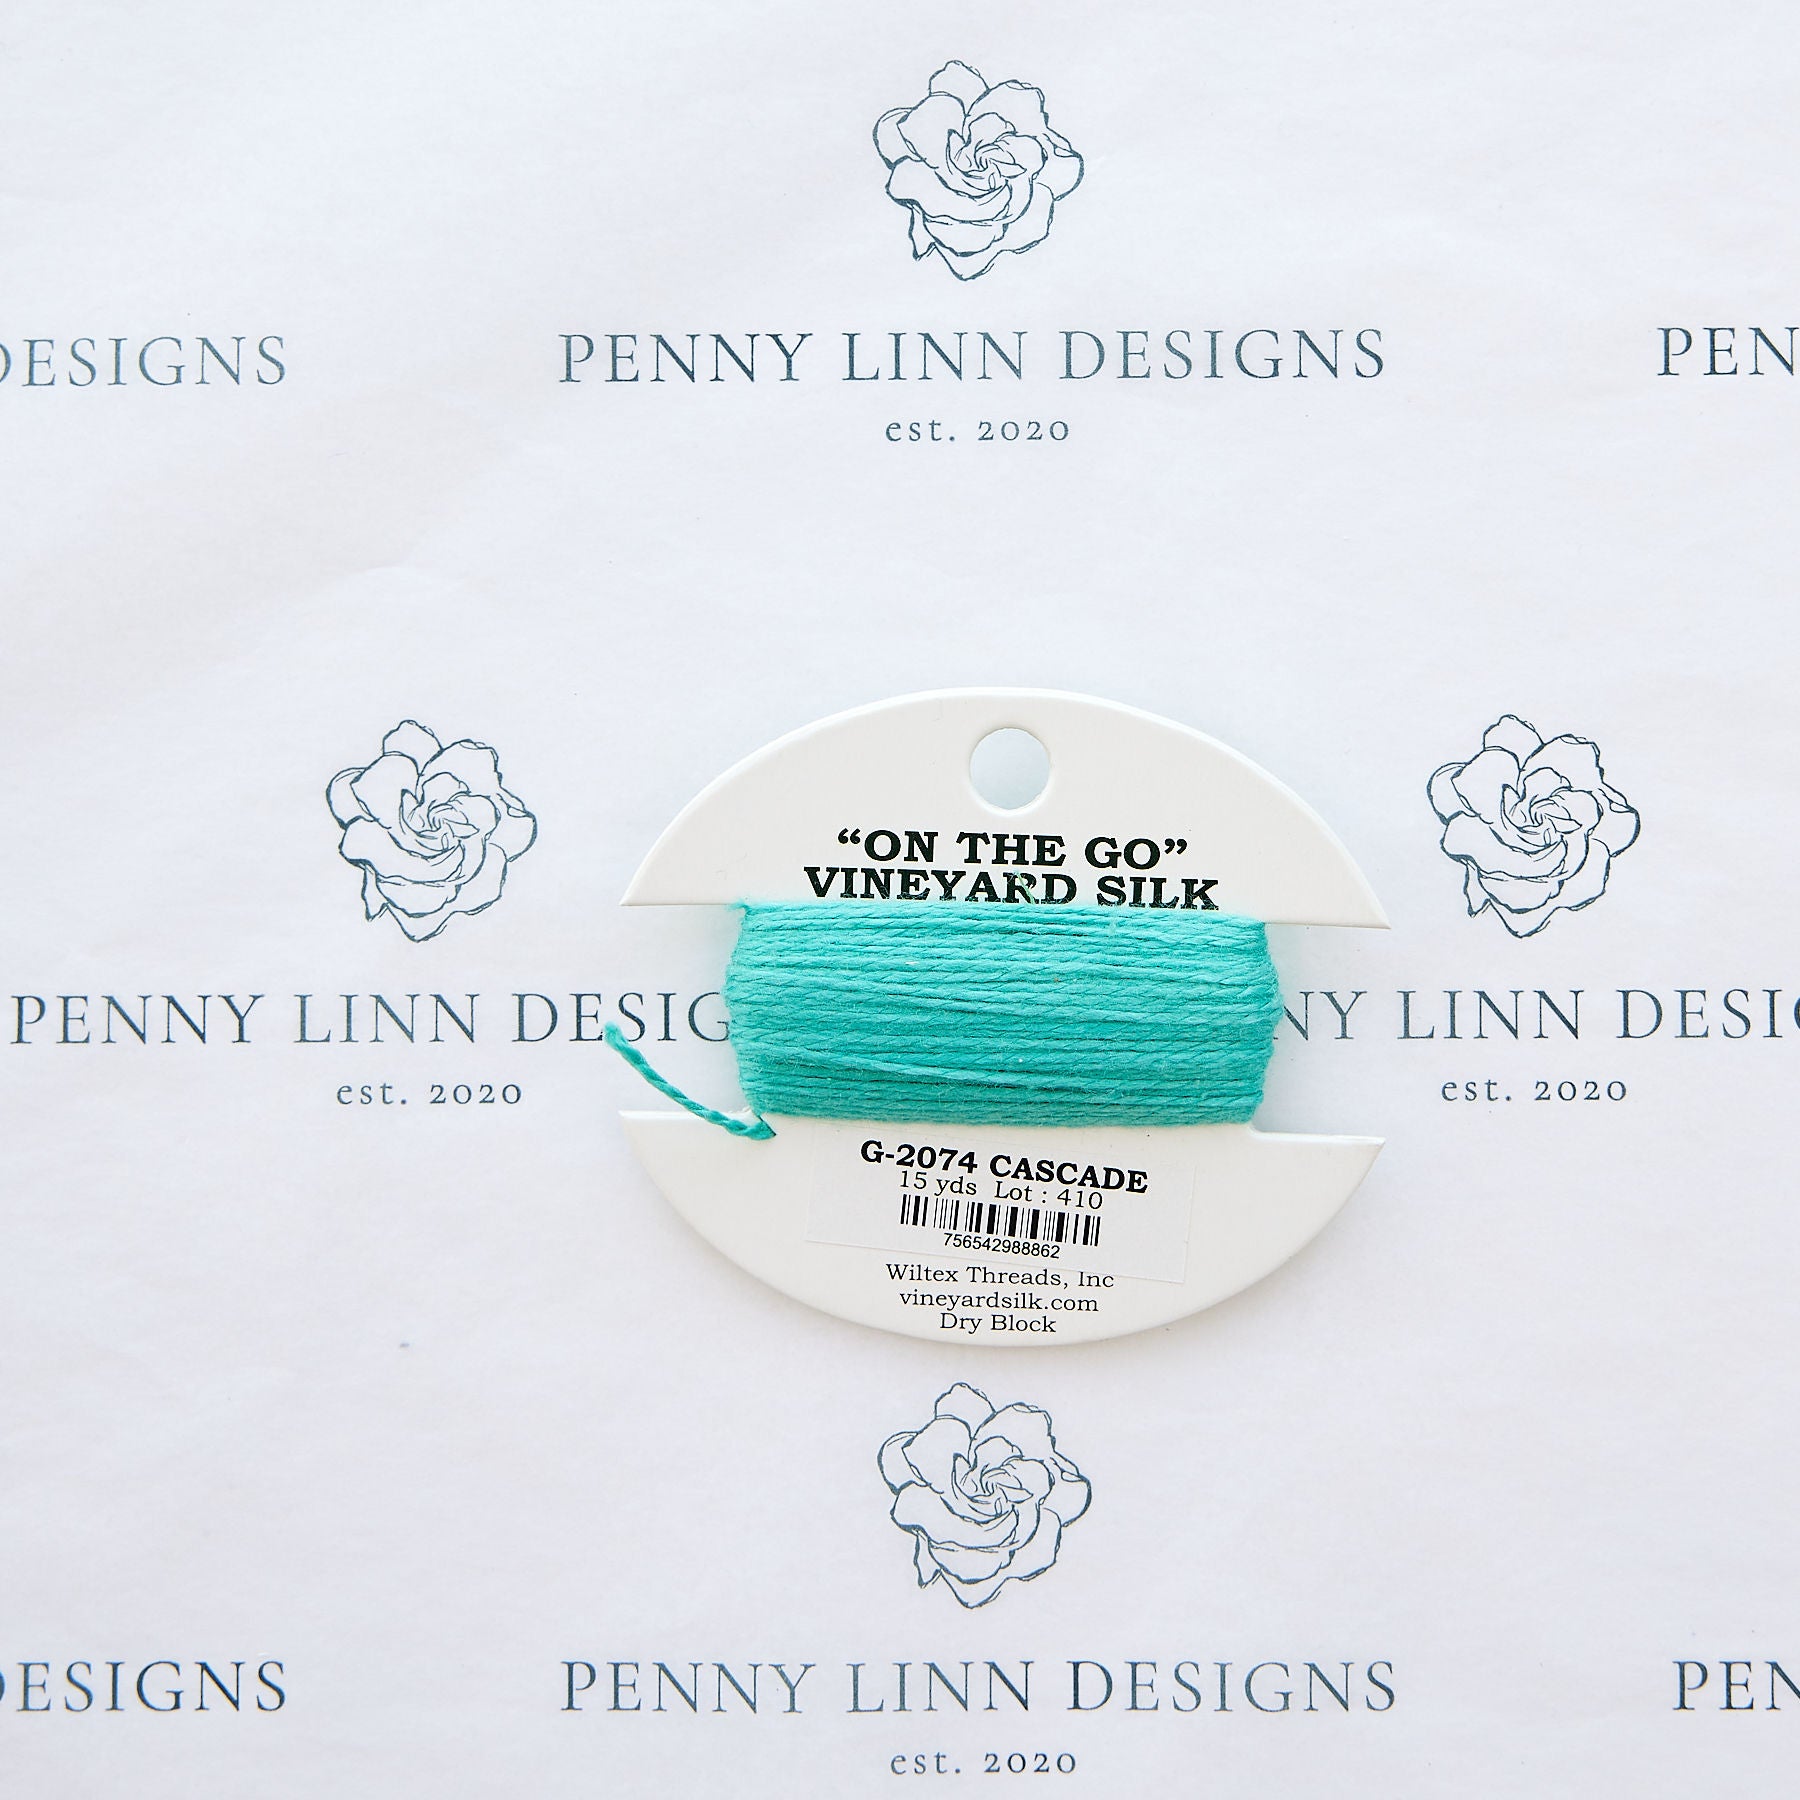 DESIGNS
PENNY LINN DESIGNS
PEN
est. 2020
"ON THE GO"
VINEYARD SILK
PENNY LINN DESIG
NY LINN DESIG
est. 2020
est. 2020
G-2074 CASCADE
15 yds Lot : 410
756542988862
Wiltex Threads, Inc
vineyardsilk.com
Dry Block
DESIGNS
PENNY LINN DESIGNS
PEN
est. 2020